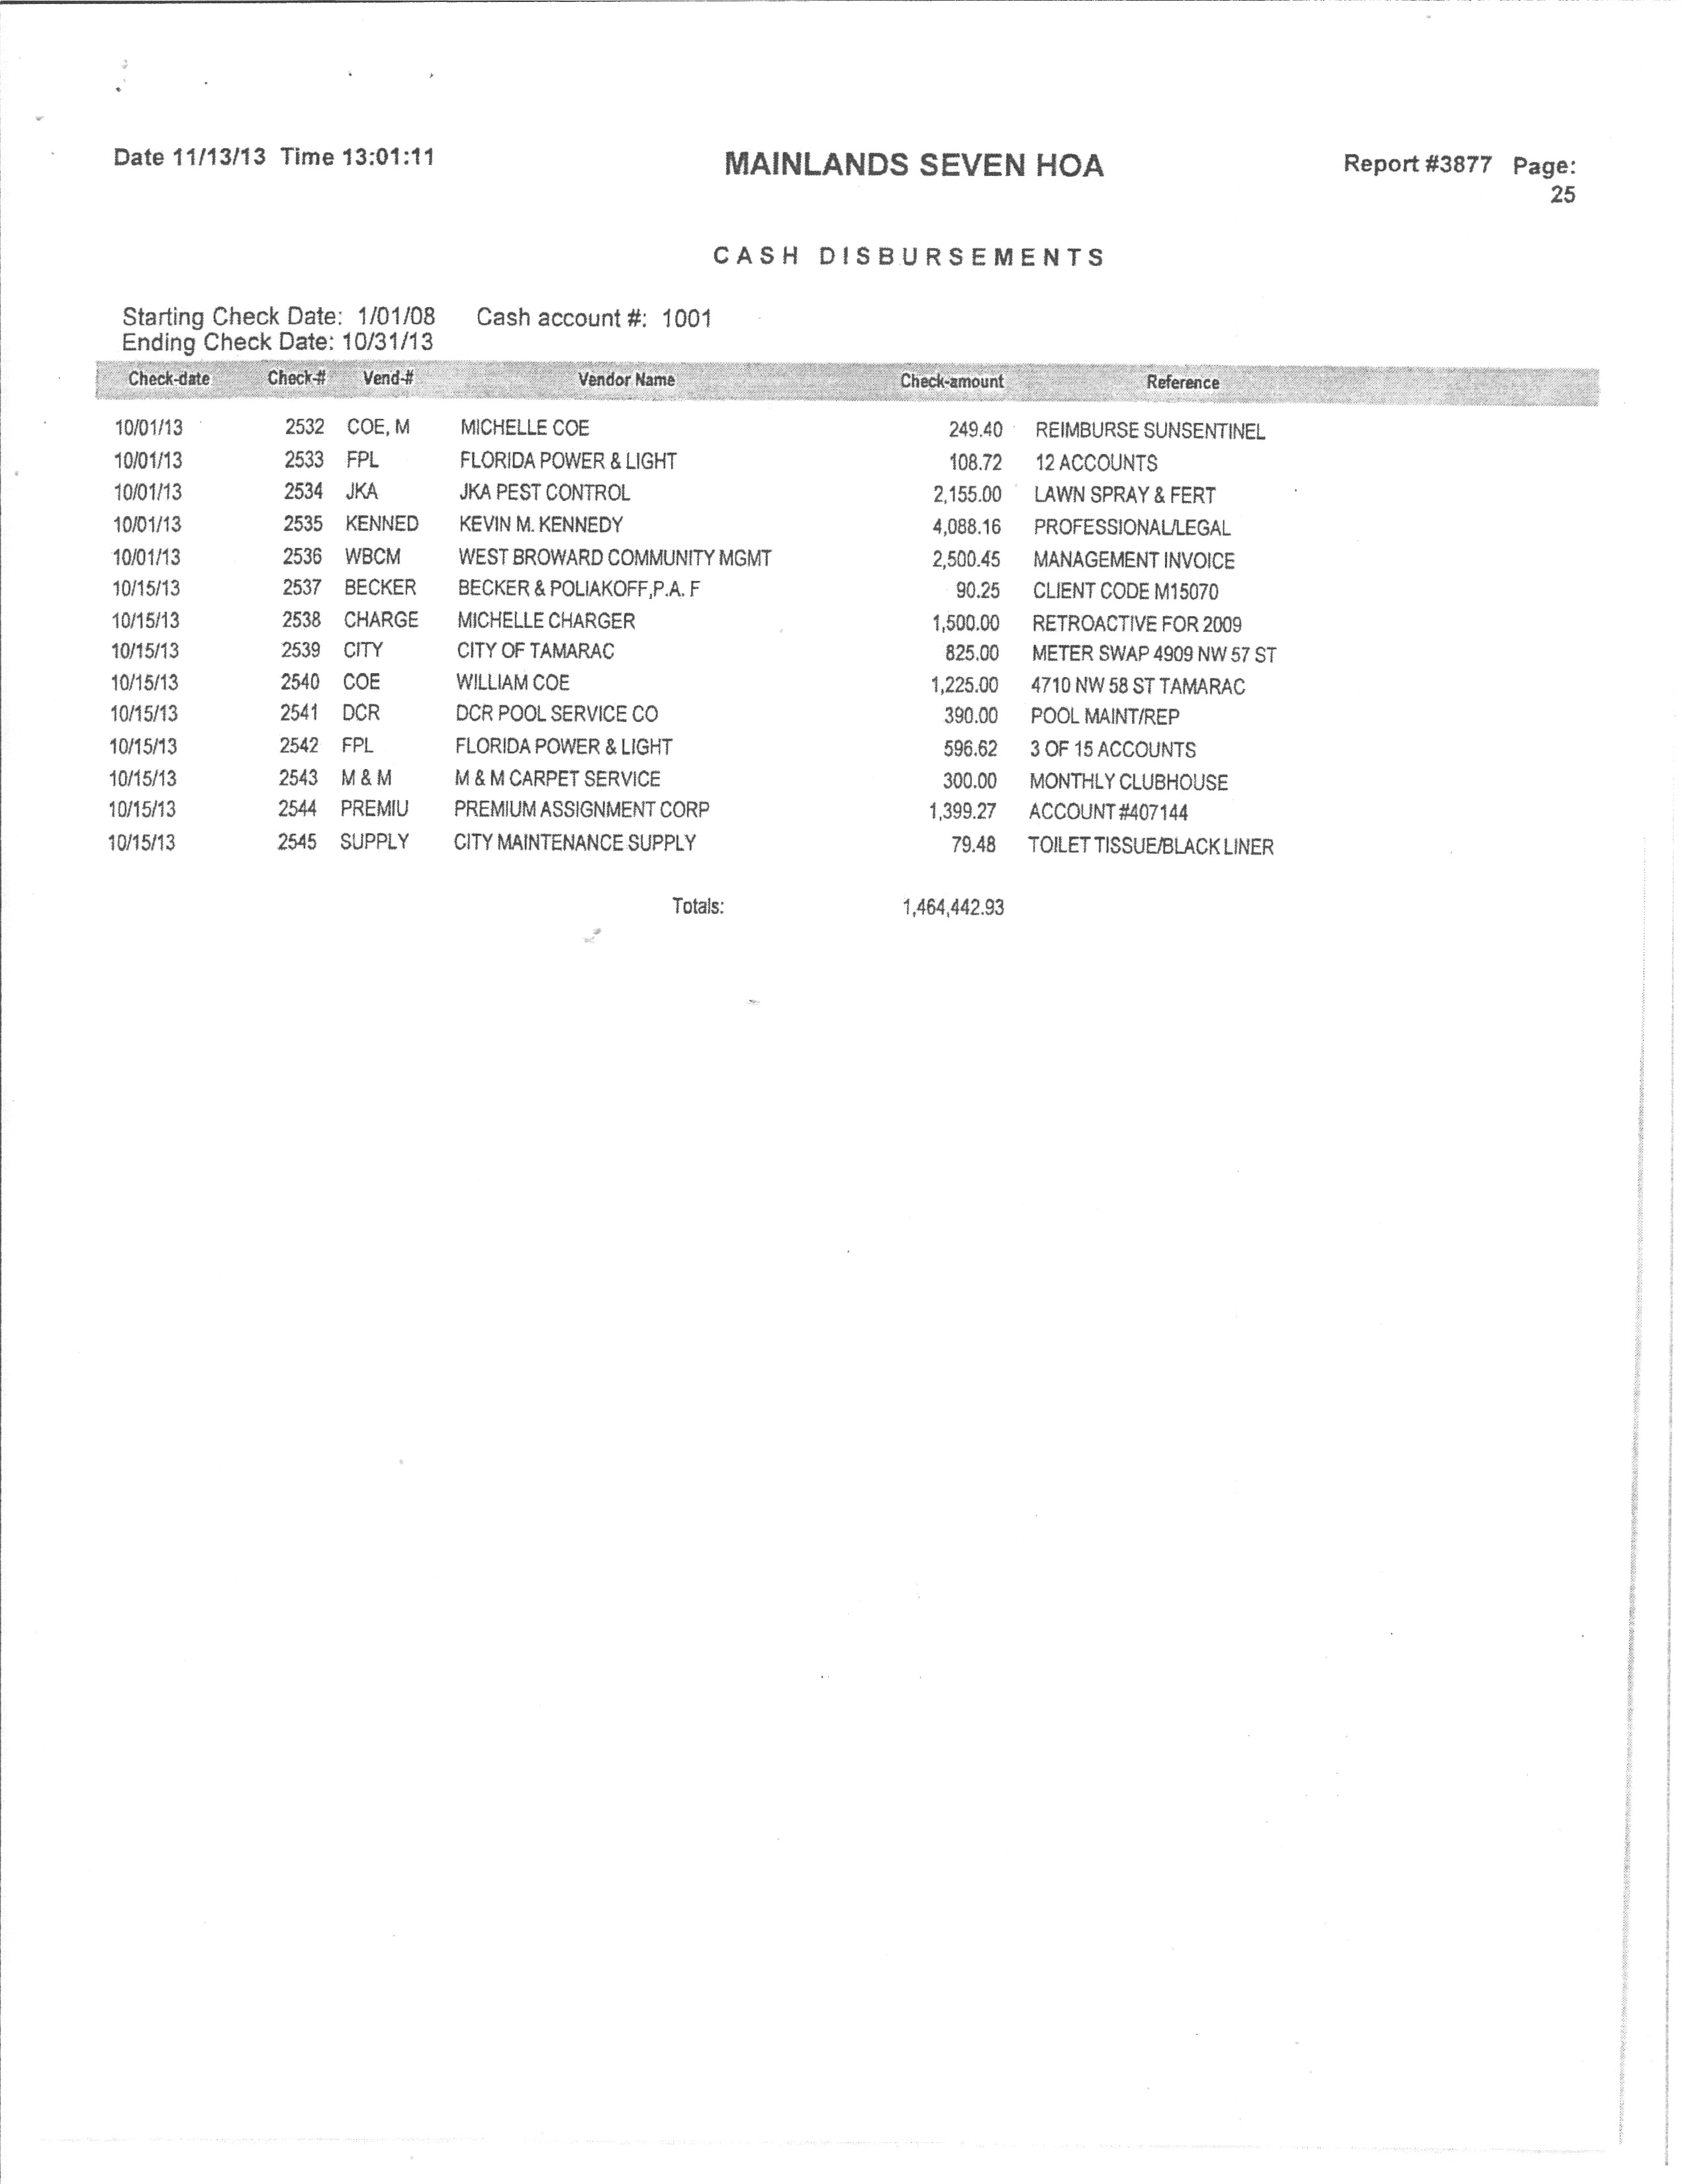 Date 11/13/13 Time 13:01:11 MAINLANDS SEVEN HOA Report #3877 Page:
25
CASH DISBURSEMENTS
Starting Check Date: 1/01/08 Cash account #: 1001
Ending Check Date: 10/31/13
Check-date Check-# Vend-# Vendor Name Check-amount Reference
10/01/13 2532 COE, M MICHELLE COE 249.40 REIMBURSE SUNSENTINEL
10/01/13 2533 FPL FLORIDA POWER & LIGHT 108.72 12 ACCOUNTS
10/01/13 2534 JKA JKA PEST CONTROL 2,155.00 LAWN SPRAY & FERT
10/01/13 2535 KENNED KEVIN M. KENNEDY 4,088.16 PROFESSIONAL/LEGAL
10/01/13 2536 WBCM WEST BROWARD COMMUNITY MGMT 2,500.45 MANAGEMENT INVOICE
10/15/13 2537 BECKER BECKER & POLIAKOFF,P.A. F 90.25 CLIENT CODE M15070
10/15/13 2538 CHARGE MICHELLE CHARGER 1,500.00 RETROACTIVE FOR 2009
10/15/13 2539 CITY CITY OF TAMARAC 825.00 METER SWAP 4909 NW 57 ST
10/15/13 2540 COE WILLIAM COE 1,225.00 4710 NW 58 ST TAMARAC
10/15/13 2541 DCR DCR POOL SERVICE CO 390.00 POOL MAINT/REP
10/15/13 2542 FPL FLORIDA POWER & LIGHT 596.62 3 OF 15 ACCOUNTS
10/15/13 2543 M & M M & M CARPET SERVICE 300.00 MONTHLY CLUBHOUSE
10/15/13 2544 PREMIU PREMIUM ASSIGNMENT CORP 1,399.27 ACCOUNT #407144
10/15/13 2545 SUPPLY CITY MAINTENANCE SUPPLY 79.48 TOILET TISSUE/BLACK LINER
Totals: 1,464,442.93